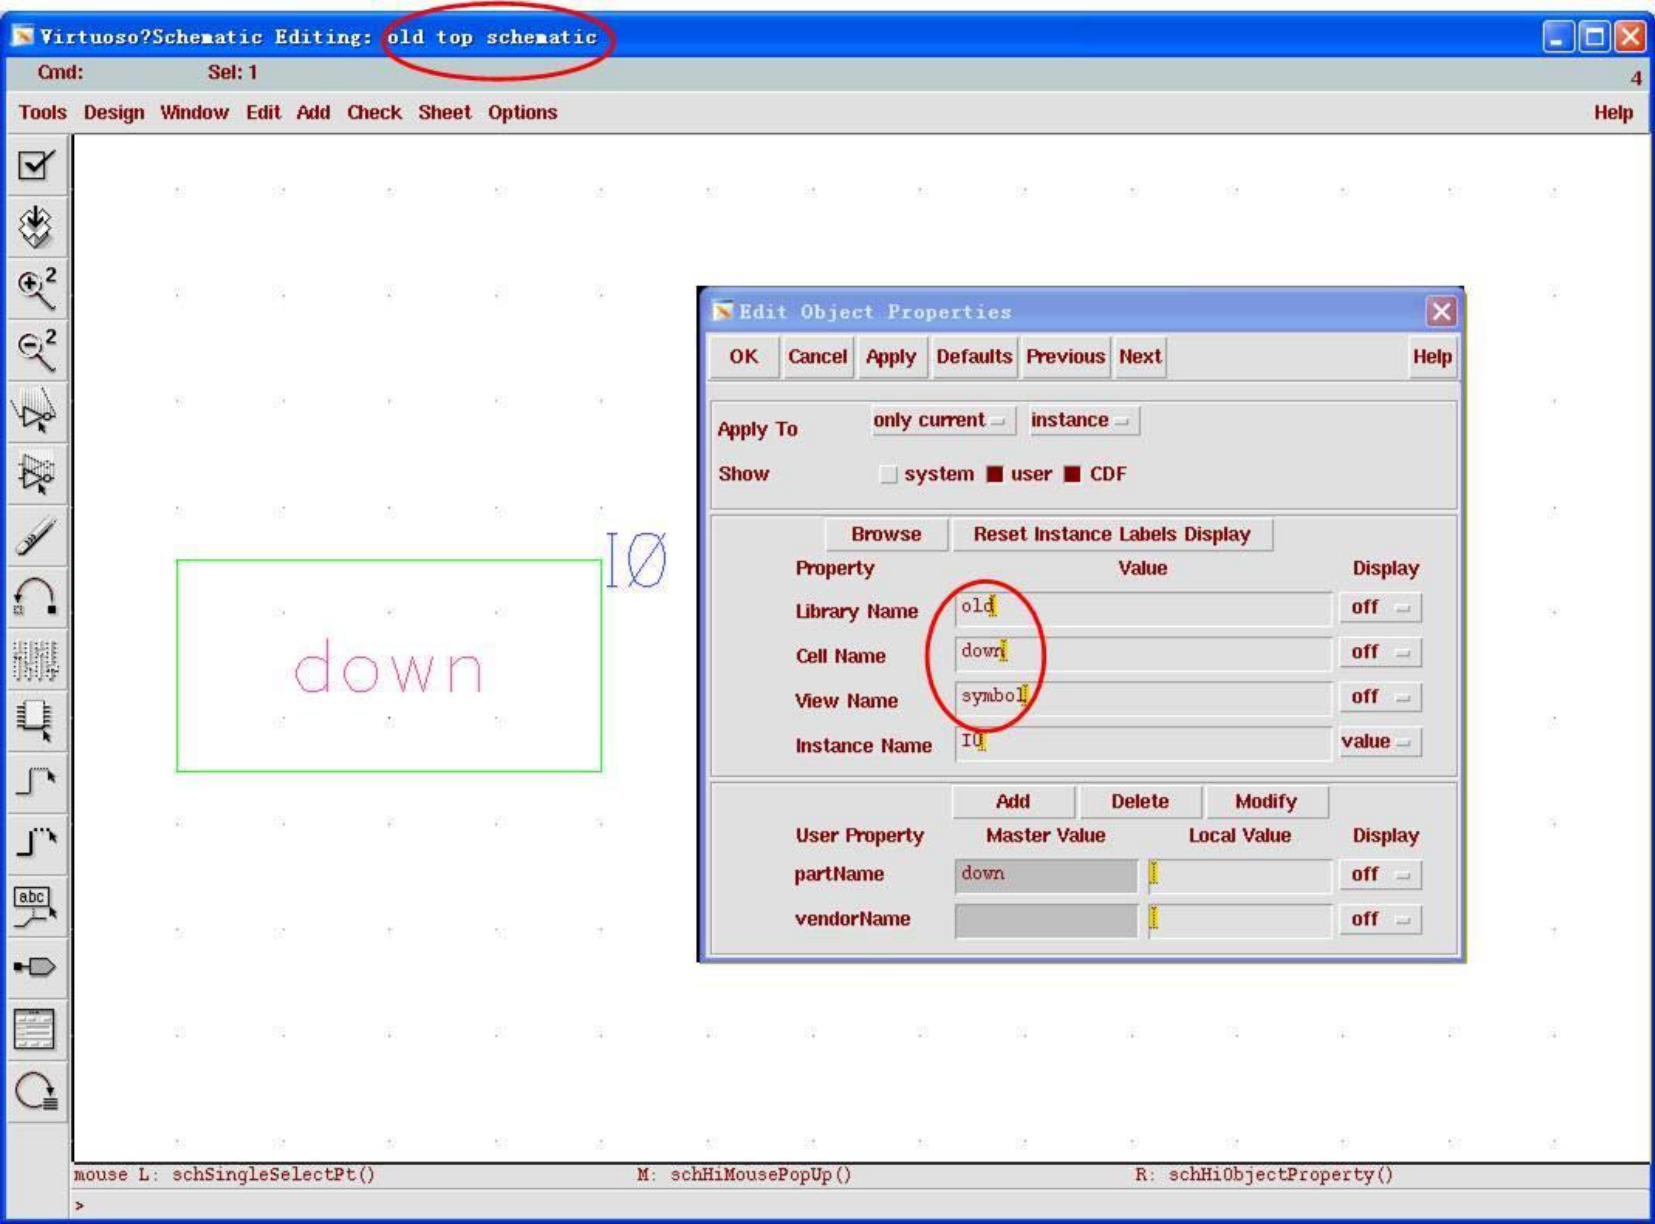 Virtuoso?Schematic Editing: old top schematic
Cmd: Sel: 1 4
Tools Design Window Edit Add Check Sheet Options Help
2
2
abc
I0
down
Edit Object Properties
OK Cancel Apply Defaults Previous Next Help
Apply To only current instance
Show system user CDF
Browse Reset Instance Labels Display
Property Value Display
Library Name old off
Cell Name down off
View Name symbol off
Instance Name I0 value
Add Delete Modify
User Property Master Value Local Value Display
partName down off
vendorName off
mouse L: schSingleSelectPt() M: schHiMousePopUp() R: schHiObjectProperty()
>